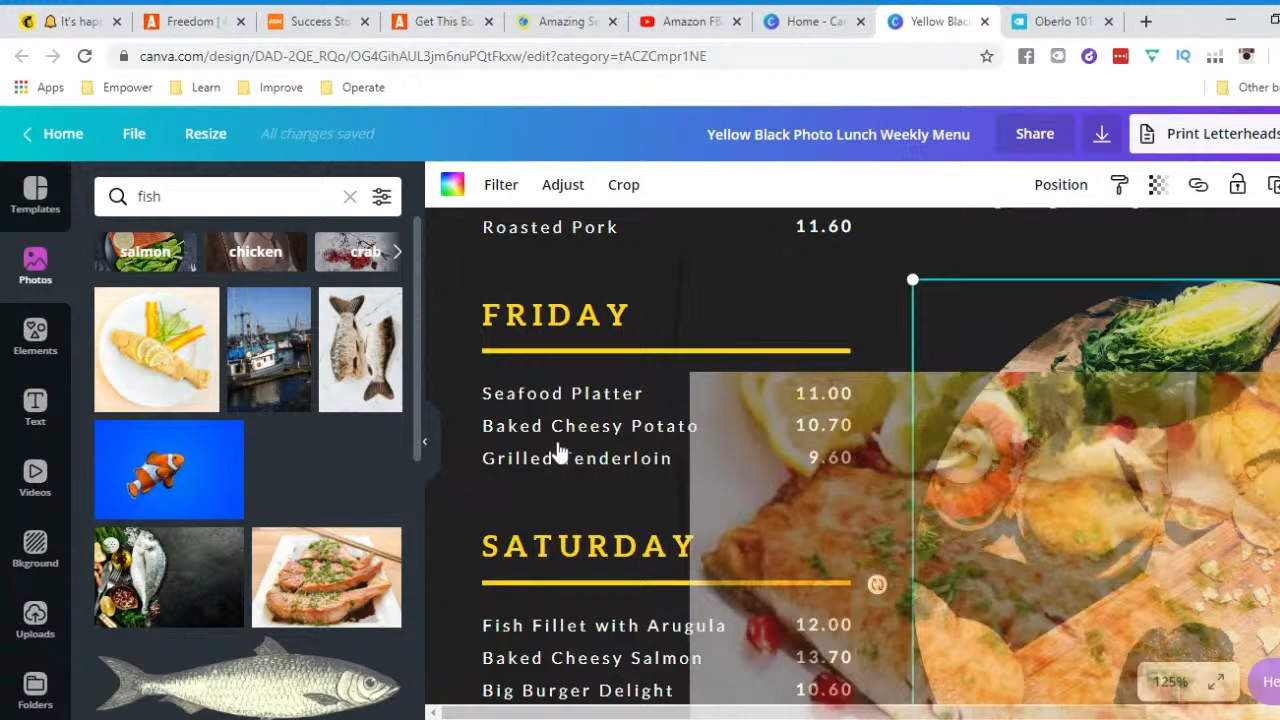 It's hap
Freedom [
Success Sto
Get This Bo
Amazing Se
Amazon FB
Home - Ca
Yellow Blac
Oberlo 101
canva.com/design/DAD-2QE_RQo/OG4GihAUL3jm6nuPOtFkxw/edit?category=tACZCmpr1NE
Apps
Empower
Learn
Improve
Operate
Other b
Home
File
Resize
All changes saved
Yellow Black Photo Lunch Weekly Menu
Share
Print Letterheads
Templates
Photos
Elements
Text
Videos
Bkground
Uploads
Folders
fish
salmon
chicken
crab
Filter
Adjust
Crop
Position
Roasted Pork 11.60
FRIDAY
Seafood Platter 11.00
Baked Cheesy Potato 10.70
Grilled Tenderloin 9.60
SATURDAY
Fish Fillet with Arugula 12.00
Baked Cheesy Salmon 13.70
Big Burger Delight 10.60
125%
He